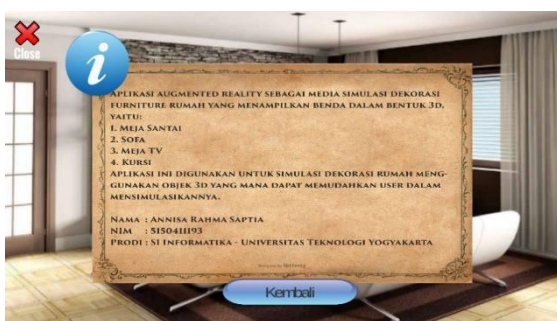 Close
i
APLIKASI AUGMENTED REALITY SEBAGAI MEDIA SIMULASI DEKORASI
FURNITURE RUMAH YANG MENAMPILKAN BENDA DALAM BENTUK 3D,
YAITU:
1. MEJA SANTAI
2. SOFA
3. MEJA TV
4. KURSI
APLIKASI INI DIGUNAKAN UNTUK SIMULASI DEKORASI RUMAH MENG-
GUNAKAN OBJEK 3D YANG MANA DAPAT MEMUDAHKAN USER DALAM
MENSIMULASIKANNYA.
NAMA : ANNISA RAHMA SAPTIA
NIM : 5150411193
PRODI : S1 INFORMATIKA - UNIVERSITAS TEKNOLOGI YOGYAKARTA
Kembali